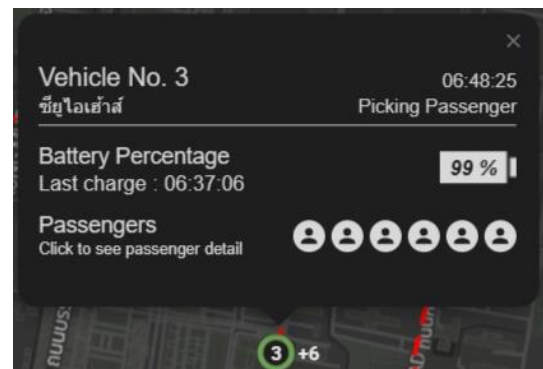 ×
Vehicle No. 3
06:48:25
ซียูไอเฮ้าส์
Picking Passenger
Battery Percentage
99 %
Last charge : 06:37:06
Passengers
Click to see passenger detail
3 +6